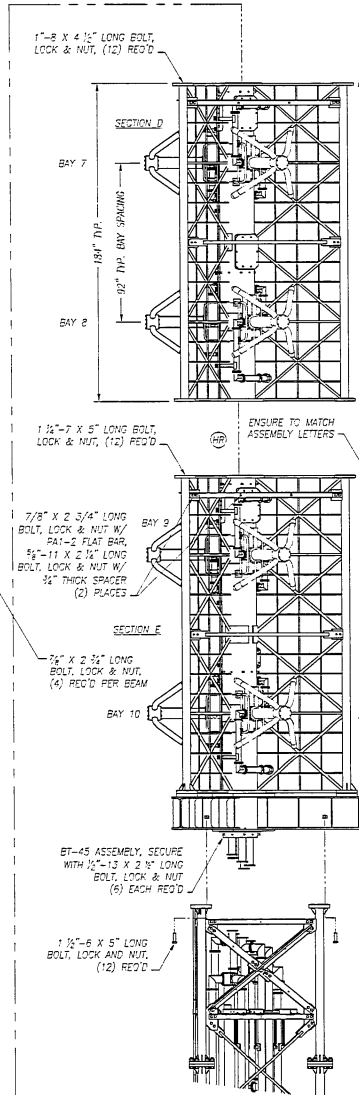 1"-8 X 4 ½" LONG BOLT,
LOCK & NUT, (12) REQ'D
SECTION D
BAY 7
184" TYP.
92" TYP. BAY SPACING
BAY 8
1 ¼"-7 X 5" LONG BOLT,
LOCK & NUT, (12) REQ'D
HR
ENSURE TO MATCH
ASSEMBLY LETTERS
7/8" X 2 3/4" LONG
BOLT, LOCK & NUT W/
PA1-2 FLAT BAR,
⅝"-11 X 2 ¼" LONG
BOLT, LOCK & NUT W/
¾" THICK SPACER
(2) PLACES
BAY 9
SECTION E
⅞" X 2 ¾" LONG
BOLT, LOCK & NUT,
(4) REQ'D PER BEAM
BAY 10
BT-45 ASSEMBLY, SECURE
WITH ½"-13 X 2 ½" LONG
BOLT, LOCK & NUT
(6) EACH REQ'D
1 ½"-6 X 5" LONG
BOLT, LOCK AND NUT,
(12) REQ'D